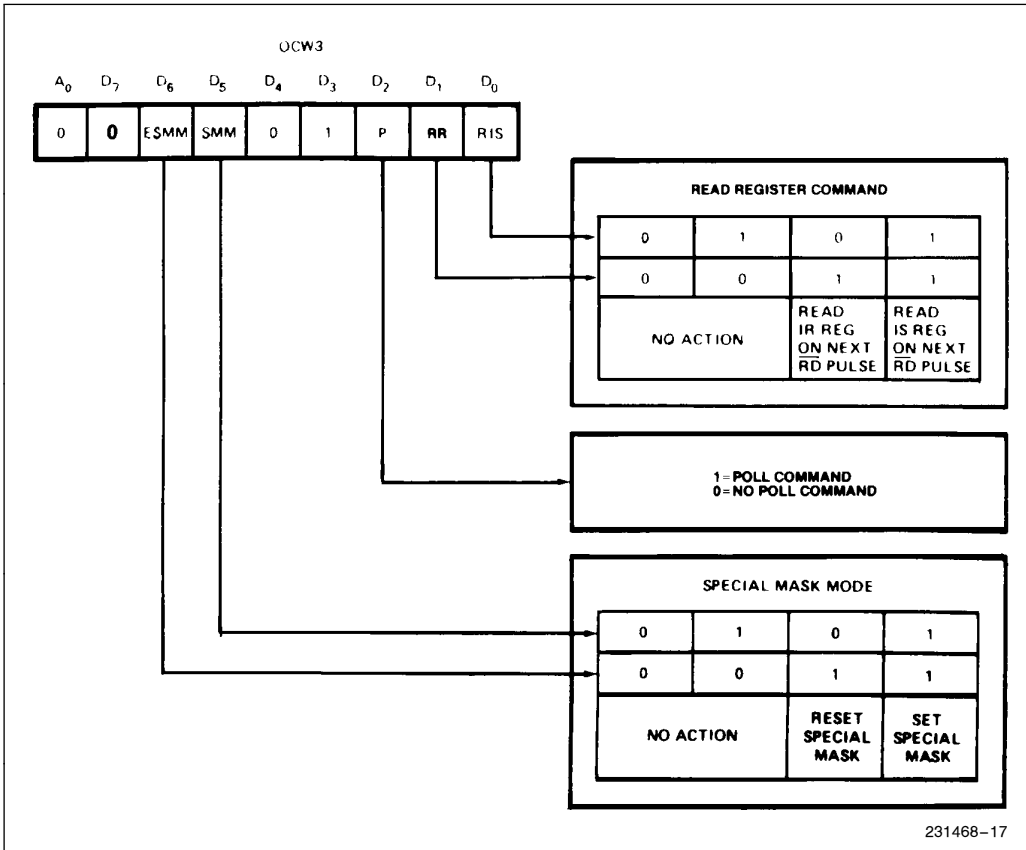 OCW3
A0 D7 D6 D5 D4 D3 D2 D1 D0
0 0 ESMM SMM 0 1 P RR RIS
READ REGISTER COMMAND
0 1 0 1
0 0 1 1
NO ACTION
READ
IR REG
ON NEXT
RD PULSE
READ
IS REG
ON NEXT
RD PULSE
1 = POLL COMMAND
0 = NO POLL COMMAND
SPECIAL MASK MODE
0 1 0 1
0 0 1 1
NO ACTION
RESET
SPECIAL
MASK
SET
SPECIAL
MASK
231468-17